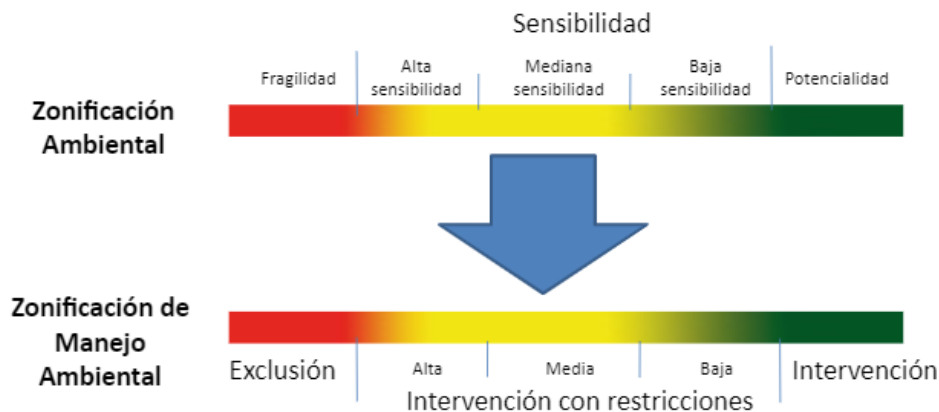 Sensibilidad
Fragilidad
Alta
sensibilidad
Mediana
sensibilidad
Baja
sensibilidad
Potencialidad
Zonificación
Ambiental
Zonificación de
Manejo
Ambiental
Exclusión
Alta
Media
Baja
Intervención
Intervención con restricciones